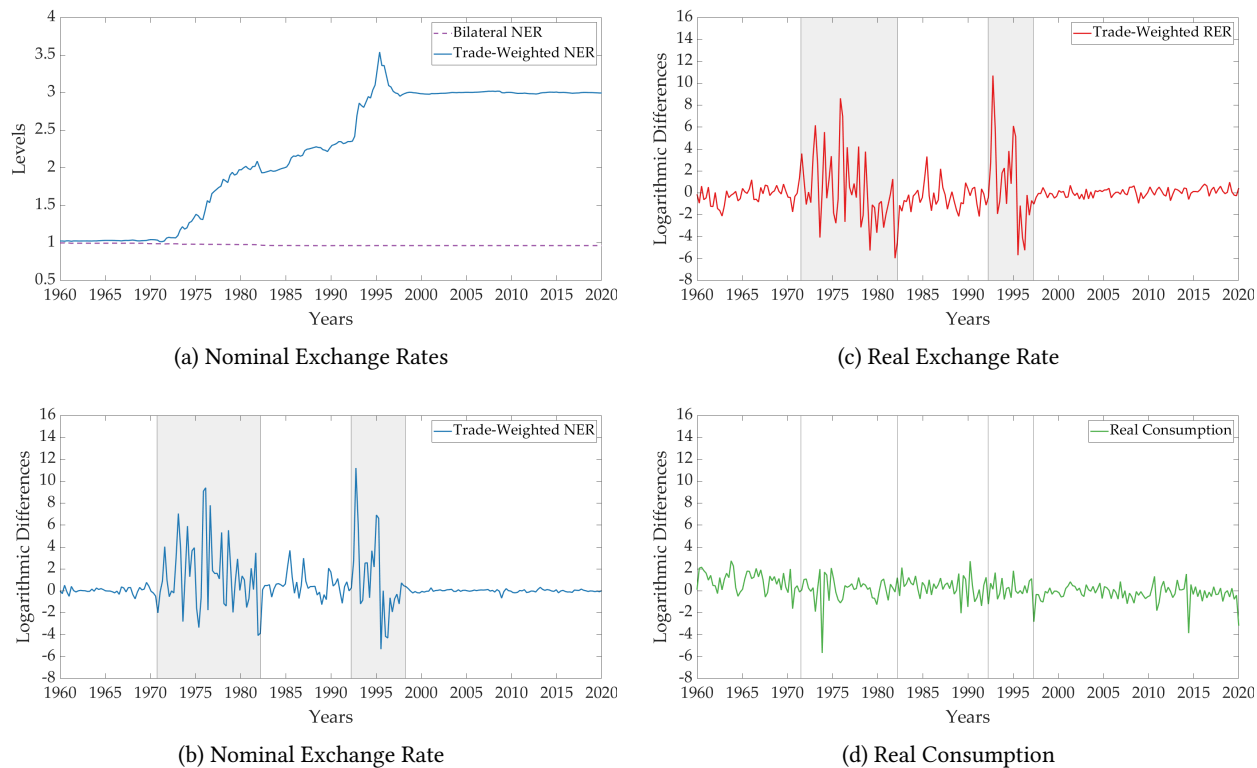 4
3.5
3
2.5
2
1.5
1
0.5
Levels
Bilateral NER
Trade-Weighted NER
1960 1965 1970 1975 1980 1985 1990 1995 2000 2005 2010 2015 2020
Years
(a) Nominal Exchange Rates
16
14
12
10
8
6
4
2
0
-2
-4
-6
-8
Logarithmic Differences
Trade-Weighted RER
1960 1965 1970 1975 1980 1985 1990 1995 2000 2005 2010 2015 2020
Years
(c) Real Exchange Rate
16
14
12
10
8
6
4
2
0
-2
-4
-6
-8
Logarithmic Differences
Trade-Weighted NER
1960 1965 1970 1975 1980 1985 1990 1995 2000 2005 2010 2015 2020
Years
(b) Nominal Exchange Rate
16
14
12
10
8
6
4
2
0
-2
-4
-6
-8
Logarithmic Differences
Real Consumption
1960 1965 1970 1975 1980 1985 1990 1995 2000 2005 2010 2015 2020
Years
(d) Real Consumption